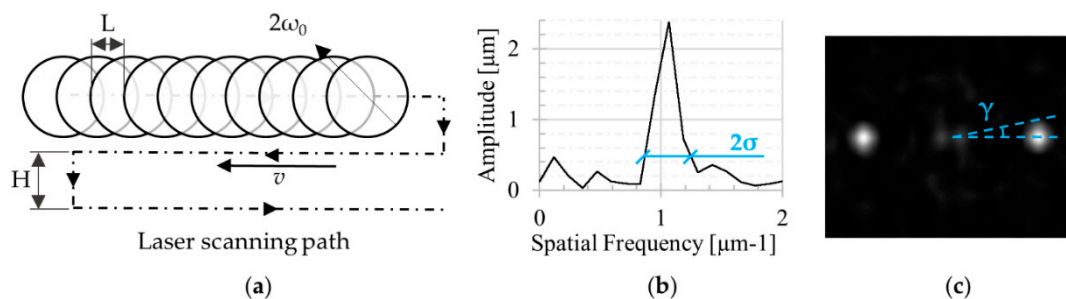 L
2ω₀
H
v
Laser scanning path
(a)
Amplitude [µm]
2
1
0
2σ
0
1
2
Spatial Frequency [µm-1]
(b)
γ
(c)